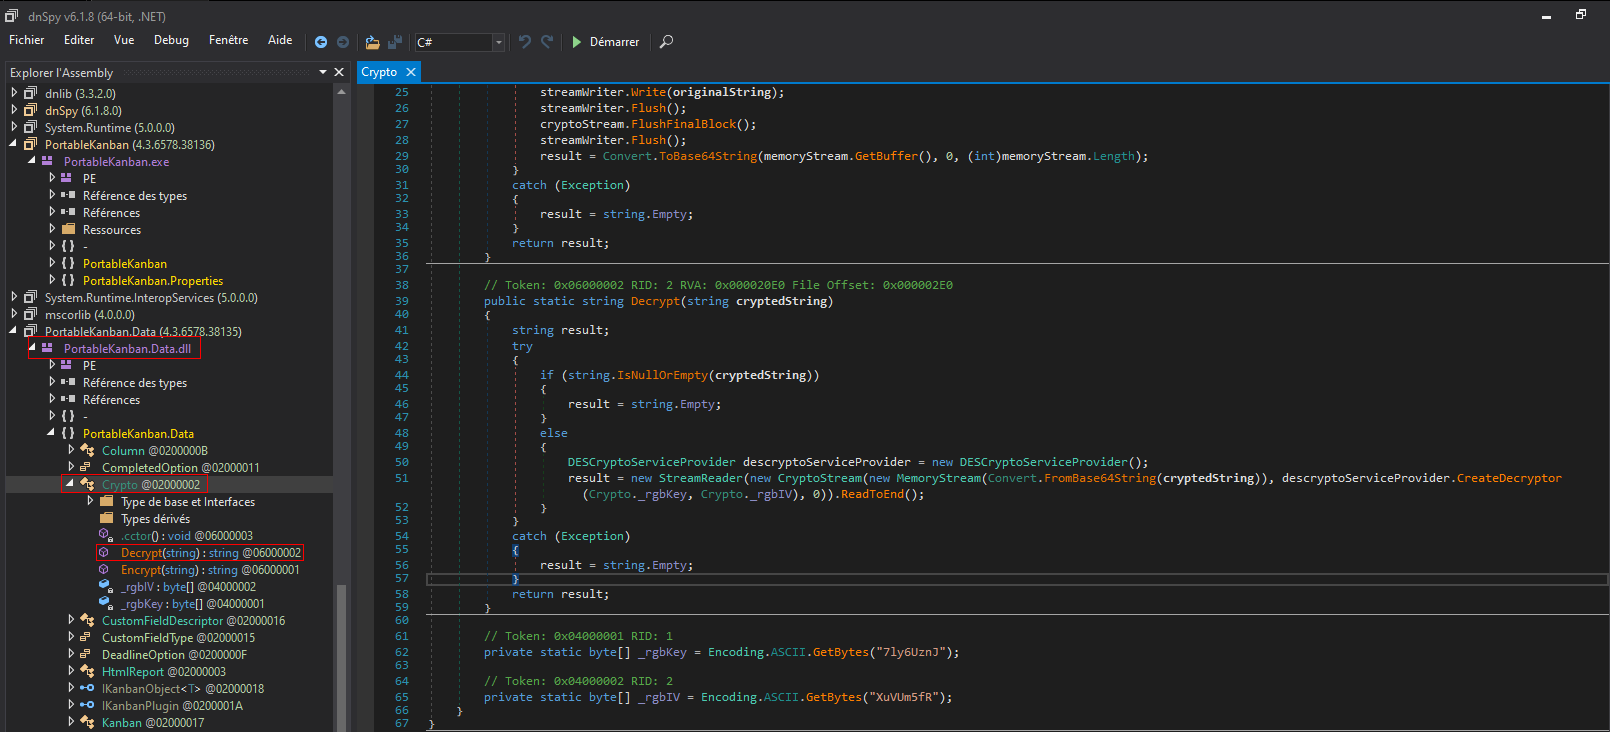 dnSpy v6.1.8 (64-bit, .NET)
Fichier Editer Vue Debug Fenêtre Aide C# Démarrer
Explorer l'Assembly
dnlib (3.3.2.0)
dnSpy (6.1.8.0)
System.Runtime (5.0.0.0)
PortableKanban (4.3.6578.38136)
PortableKanban.exe
PE
Référence des types
Références
Ressources
{ } -
{ } PortableKanban
{ } PortableKanban.Properties
System.Runtime.InteropServices (5.0.0.0)
mscorlib (4.0.0.0)
PortableKanban.Data (4.3.6578.38135)
PortableKanban.Data.dll
PE
Référence des types
Références
{ } -
{ } PortableKanban.Data
Column @0200000B
CompletedOption @02000011
Crypto @02000002
Type de base et Interfaces
Types dérivés
.cctor() : void @06000003
Decrypt(string) : string @06000002
Encrypt(string) : string @06000001
_rgbIV : byte[] @04000002
_rgbKey : byte[] @04000001
CustomFieldDescriptor @02000016
CustomFieldType @02000015
DeadlineOption @0200000F
HtmlReport @02000003
IKanbanObject<T> @02000018
IKanbanPlugin @0200001A
Kanban @02000017
Crypto
25 streamWriter.Write(originalString);
26 streamWriter.Flush();
27 cryptoStream.FlushFinalBlock();
28 streamWriter.Flush();
29 result = Convert.ToBase64String(memoryStream.GetBuffer(), 0, (int)memoryStream.Length);
30 }
31 catch (Exception)
32 {
33 result = string.Empty;
34 }
35 return result;
36 }
37
38 // Token: 0x06000002 RID: 2 RVA: 0x000020E0 File Offset: 0x000002E0
39 public static string Decrypt(string cryptedString)
40 {
41 string result;
42 try
43 {
44 if (string.IsNullOrEmpty(cryptedString))
45 {
46 result = string.Empty;
47 }
48 else
49 {
50 DESCryptoServiceProvider descryptoServiceProvider = new DESCryptoServiceProvider();
51 result = new StreamReader(new CryptoStream(new MemoryStream(Convert.FromBase64String(cryptedString)), descryptoServiceProvider.CreateDecryptor
(Crypto._rgbKey, Crypto._rgbIV), 0)).ReadToEnd();
52 }
53 }
54 catch (Exception)
55 {
56 result = string.Empty;
57 }
58 return result;
59 }
60
61 // Token: 0x04000001 RID: 1
62 private static byte[] _rgbKey = Encoding.ASCII.GetBytes("7ly6UznJ");
63
64 // Token: 0x04000002 RID: 2
65 private static byte[] _rgbIV = Encoding.ASCII.GetBytes("XuVUm5fR");
66 }
67 }